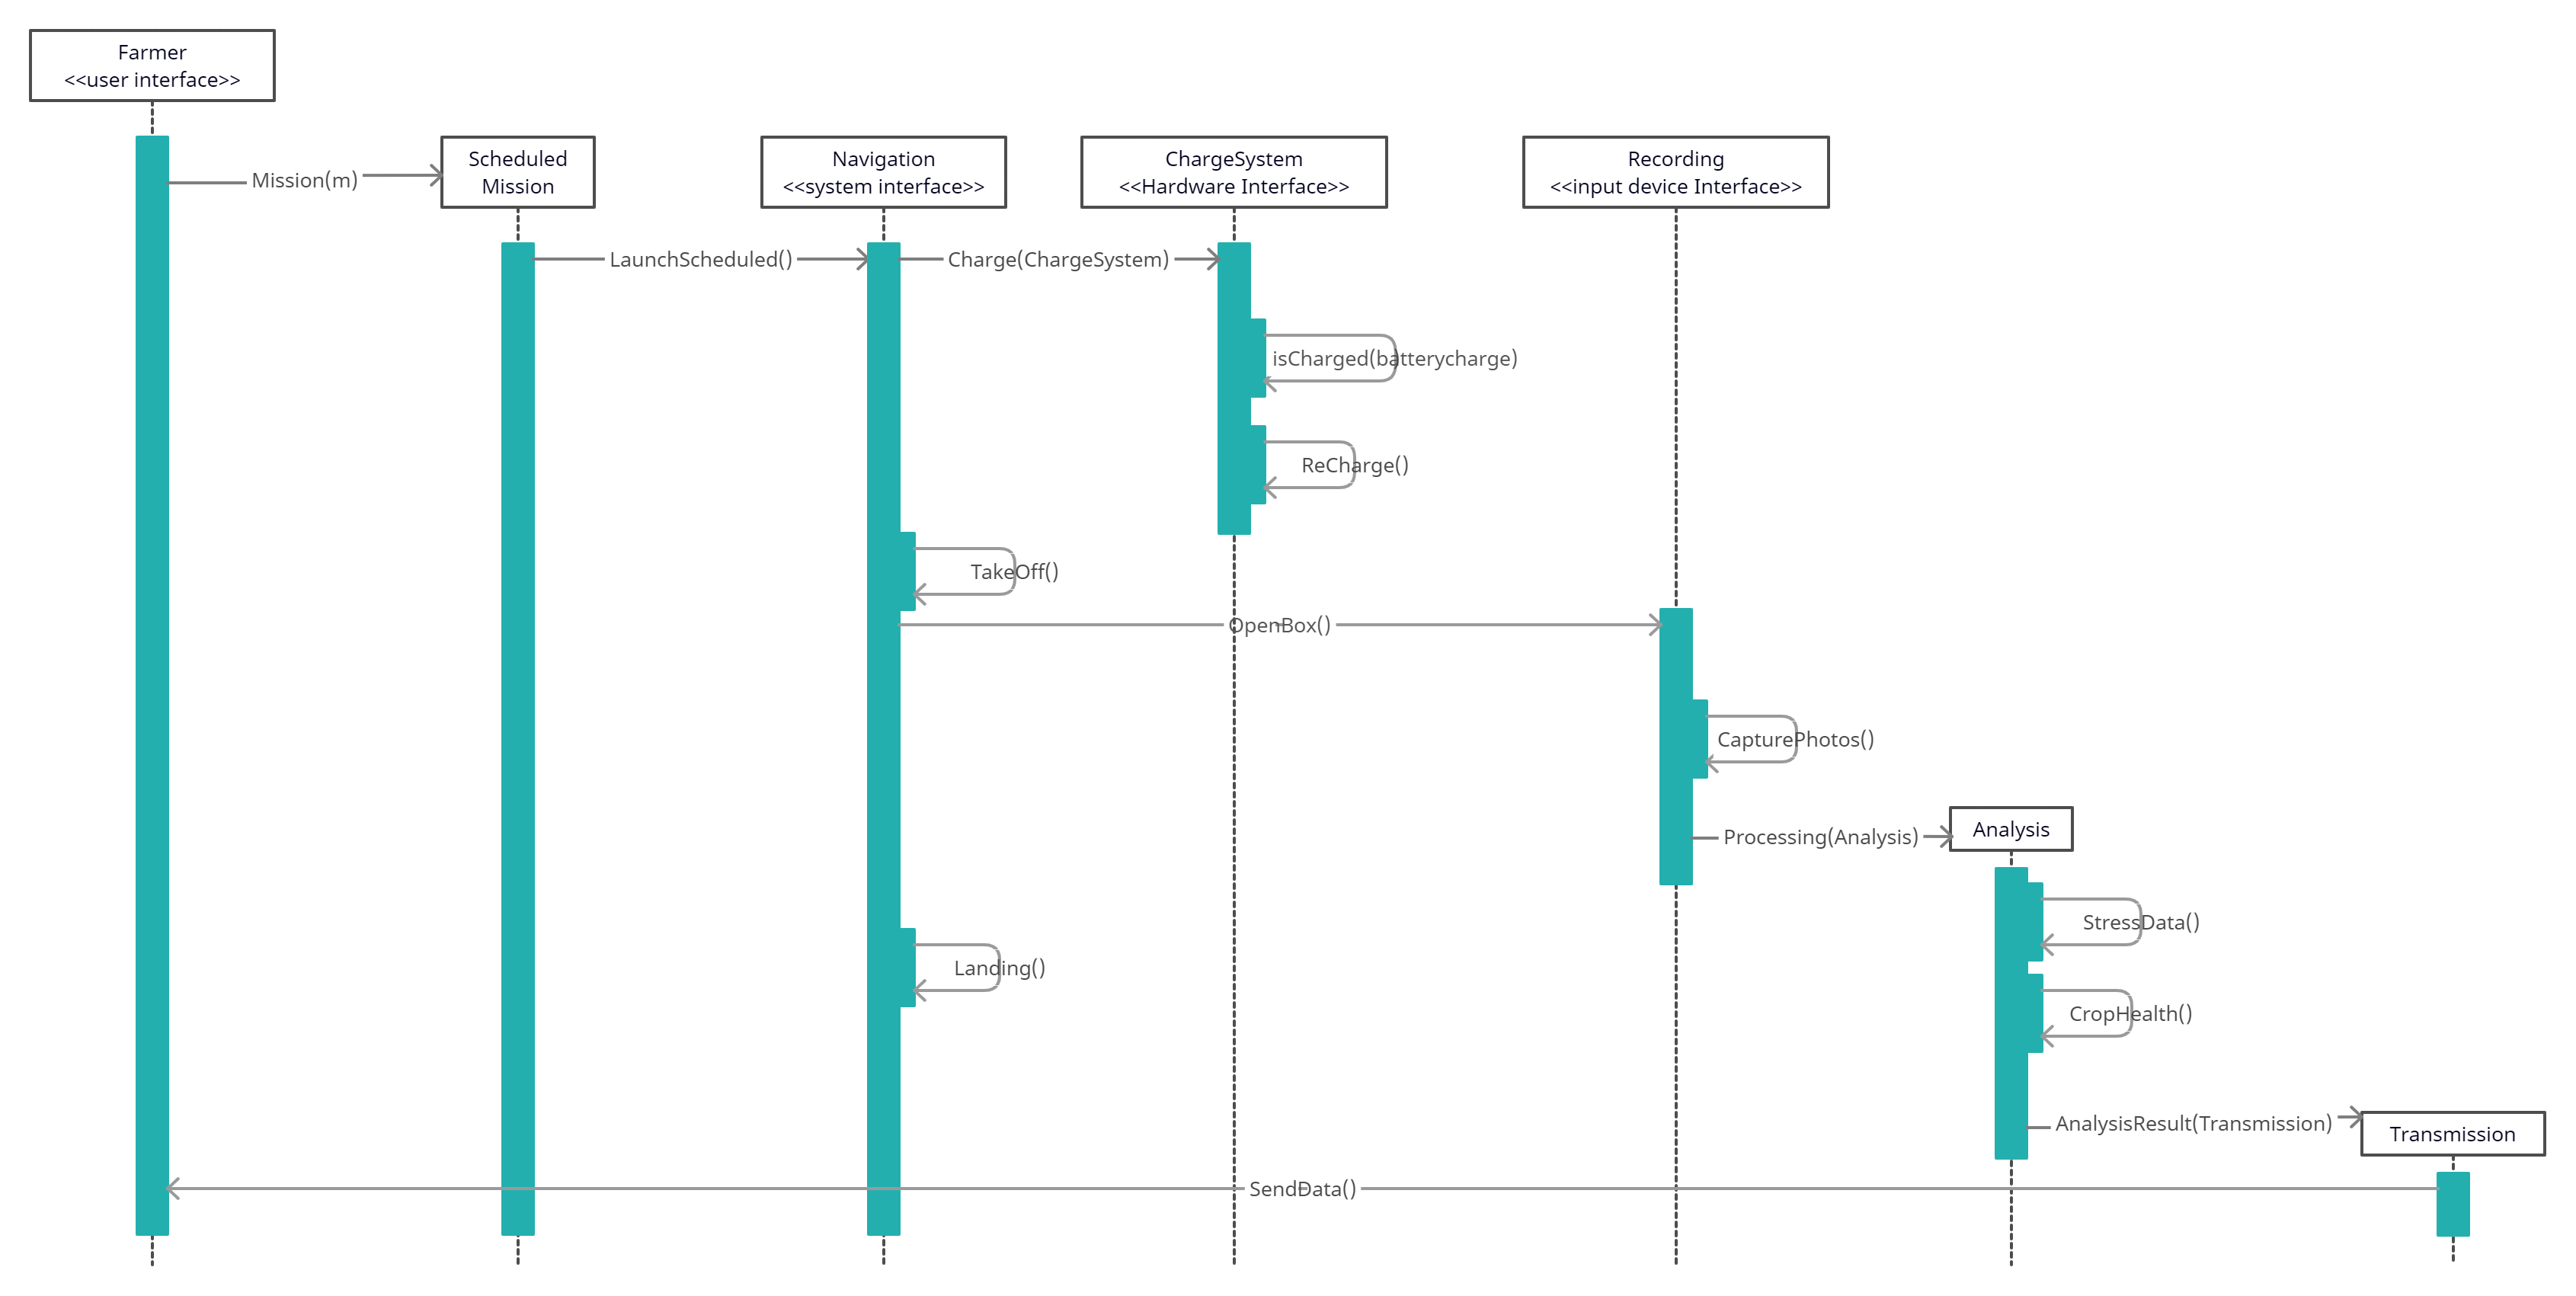 Farmer
<<user interface>>
Mission(m)
Scheduled
Mission
Navigation
<<system interface>>
ChargeSystem
<<Hardware Interface>>
Recording
<<input device Interface>>
LaunchScheduled()
Charge(ChargeSystem)
isCharged(batterycharge)
ReCharge()
TakeOff()
OpenBox()
CapturePhotos()
Processing(Analysis)
Analysis
StressData()
Landing()
CropHealth()
AnalysisResult(Transmission)
Transmission
SendData()